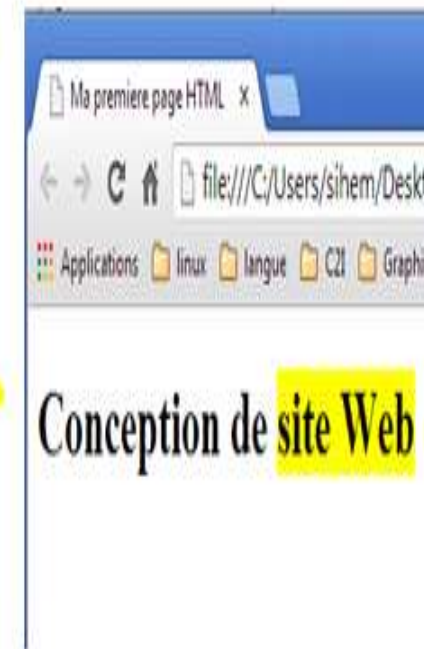 Ma premiere page HTML x
file:///C:/Users/sihem/Deskt
Applications linux langue C2I Graphi
Conception de site Web